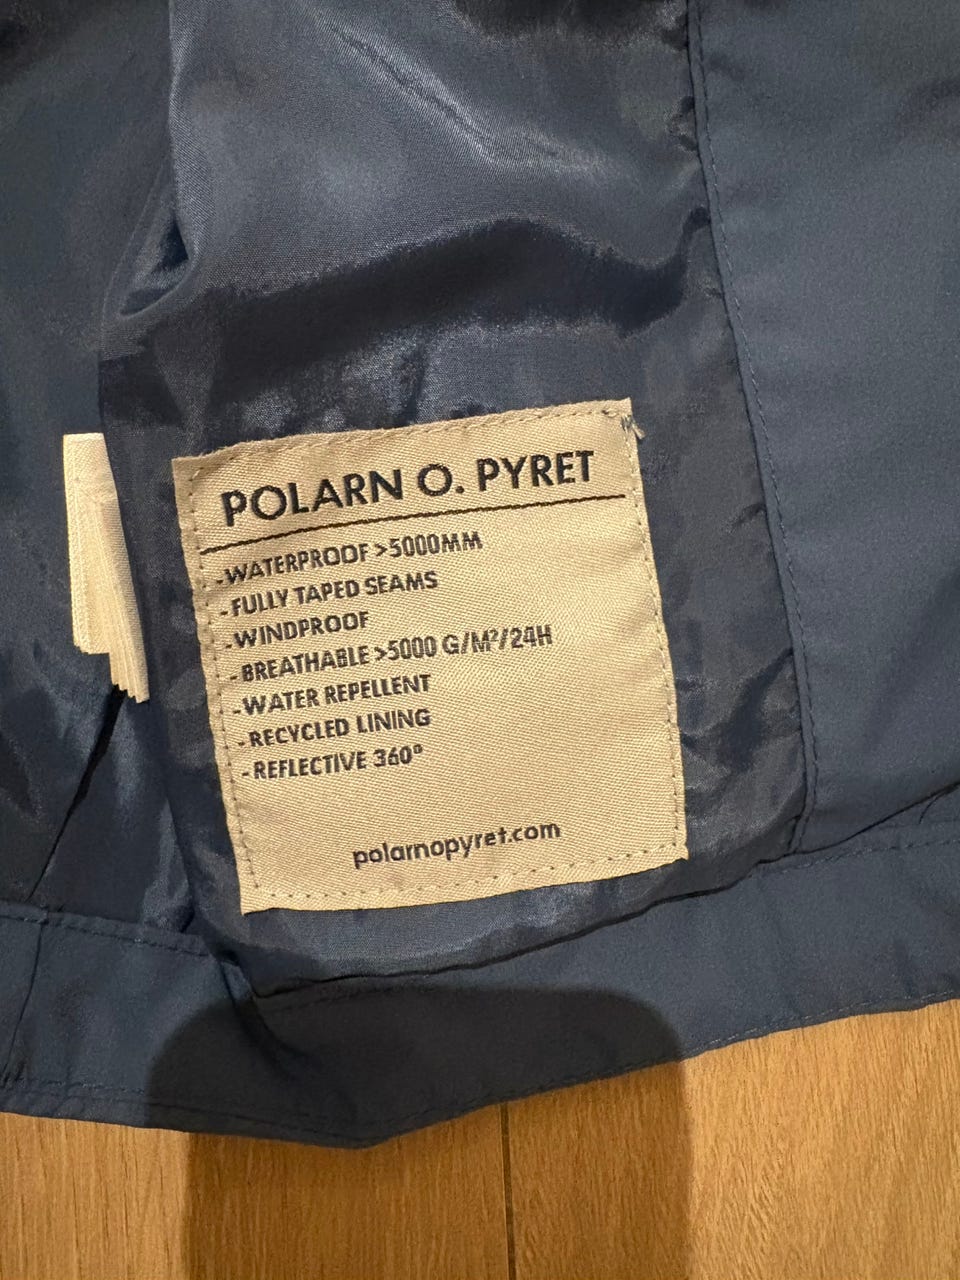 POLARN O. PYRET
-WATERPROOF >5000MM
-FULLY TAPED SEAMS
-WINDPROOF
-BREATHABLE >5000 G/M²/24H
-WATER REPELLENT
-RECYCLED LINING
-REFLECTIVE 360°
polarnopyret.com